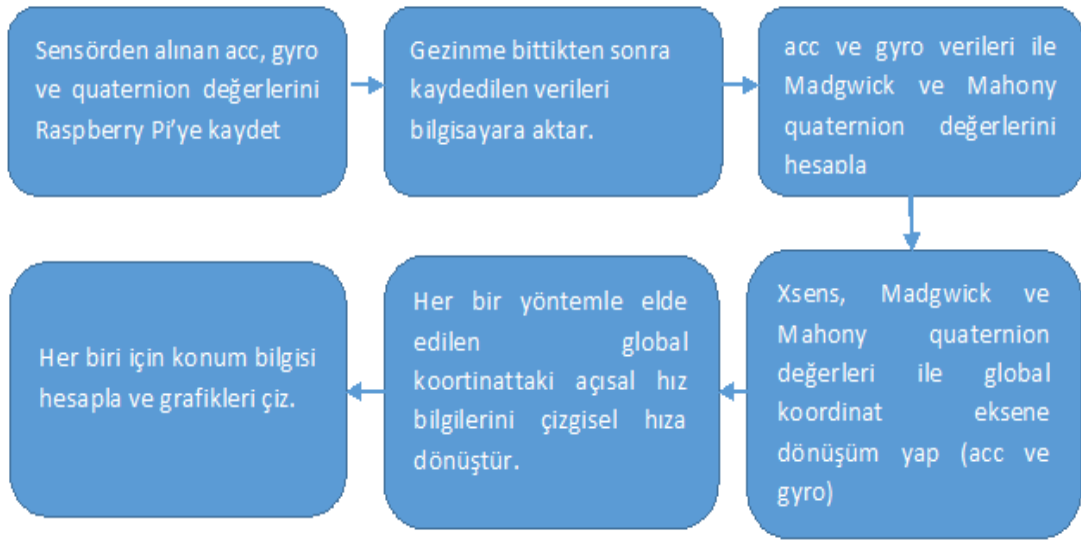 Sensörden alınan acc, gyro
ve quaternion değerlerini
Raspberry Pi'ye kaydet
Gezinme bittikten sonra
kaydedilen verileri
bilgisayara aktar.
acc ve gyro verileri ile
Madgwick ve Mahony
quaternion değerlerini
hesapla
Xsens, Madgwick ve
Mahony quaternion
değerleri ile global
koordinat eksene
dönüşüm yap (acc ve
gyro)
Her bir yöntemle elde
edilen global
koortinattaki açısal hız
bilgilerini çizgisel hıza
dönüştür.
Her biri için konum bilgisi
hesapla ve grafikleri çiz.